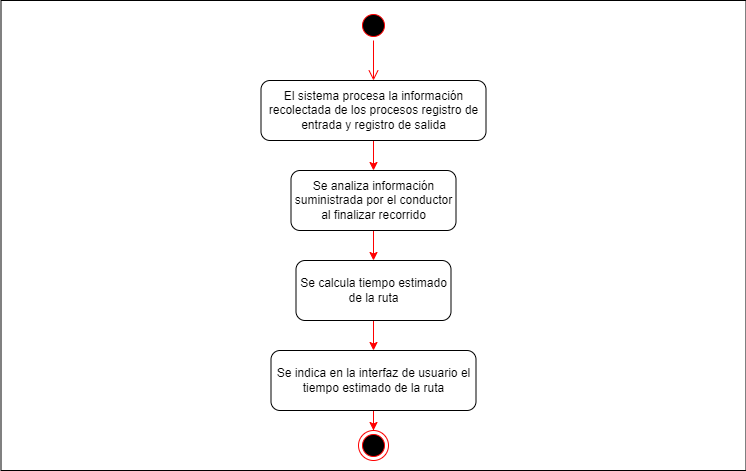 El sistema procesa la información
recolectada de los procesos registro de
entrada y registro de salida
Se analiza información
suministrada por el conductor
al finalizar recorrido
Se calcula tiempo estimado
de la ruta
Se indica en la interfaz de usuario el
tiempo estimado de la ruta